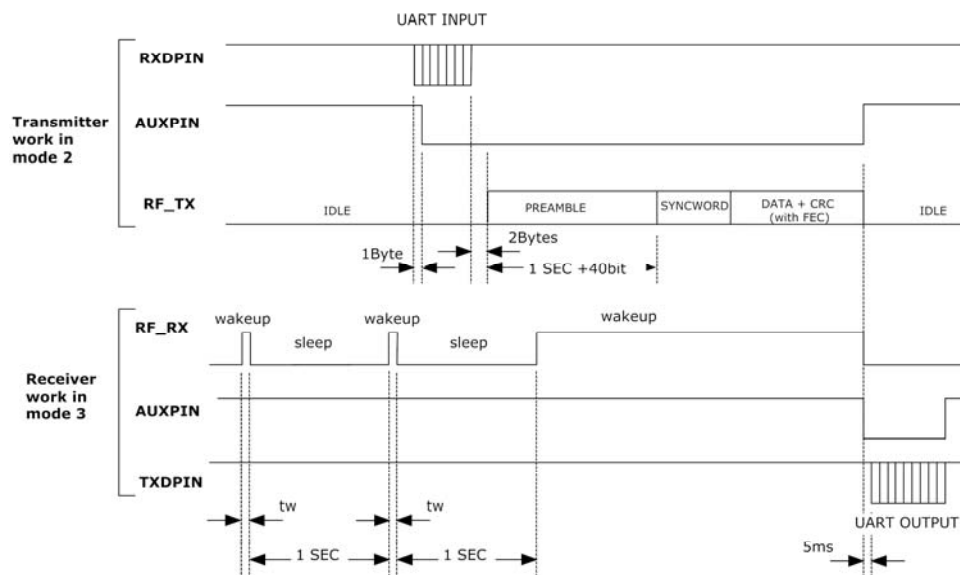 UART INPUT
RXDPIN
Transmitter
work in
mode 2
AUXPIN
RF_TX
IDLE
PREAMBLE
SYNCWORD
DATA + CRC
(with FEC)
IDLE
1Byte
2Bytes
1 SEC +40bit
wakeup
wakeup
wakeup
RF_RX
sleep
sleep
Receiver
work in
mode 3
AUXPIN
TXDPIN
tw
tw
UART OUTPUT
1 SEC
1 SEC
5ms